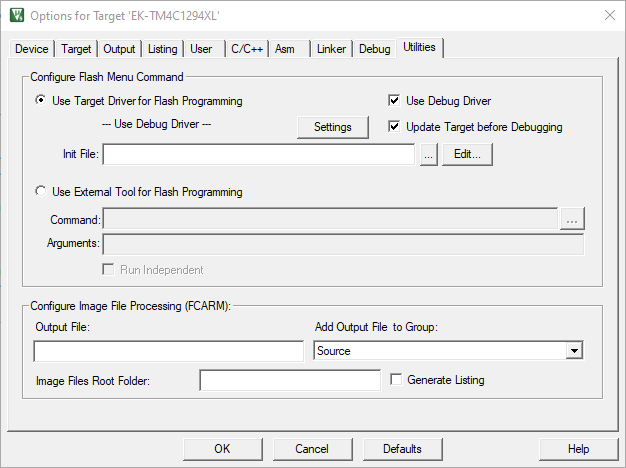 Options for Target 'EK-TM4C1294XL'
Device Target Output Listing User C/C++ Asm Linker Debug Utilities
Configure Flash Menu Command
Use Target Driver for Flash Programming Use Debug Driver
--- Use Debug Driver --- Settings Update Target before Debugging
Init File: ... Edit...
Use External Tool for Flash Programming
Command: ...
Arguments:
Run Independent
Configure Image File Processing (FCARM):
Output File: Add Output File to Group:
Source
Image Files Root Folder: Generate Listing
OK Cancel Defaults Help